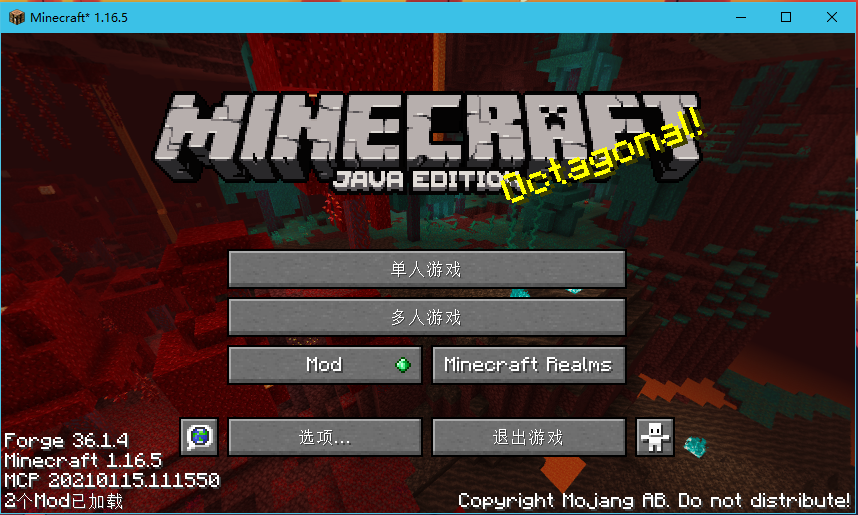 Minecraft* 1.16.5
MINECRAFT
JAVA EDITION
Octagonal!
单人游戏
多人游戏
Mod
Minecraft Realms
选项...
退出游戏
Forge 36.1.4
Minecraft 1.16.5
MCP 20210115.111550
2个Mod已加载
Copyright Mojang AB. Do not distribute!